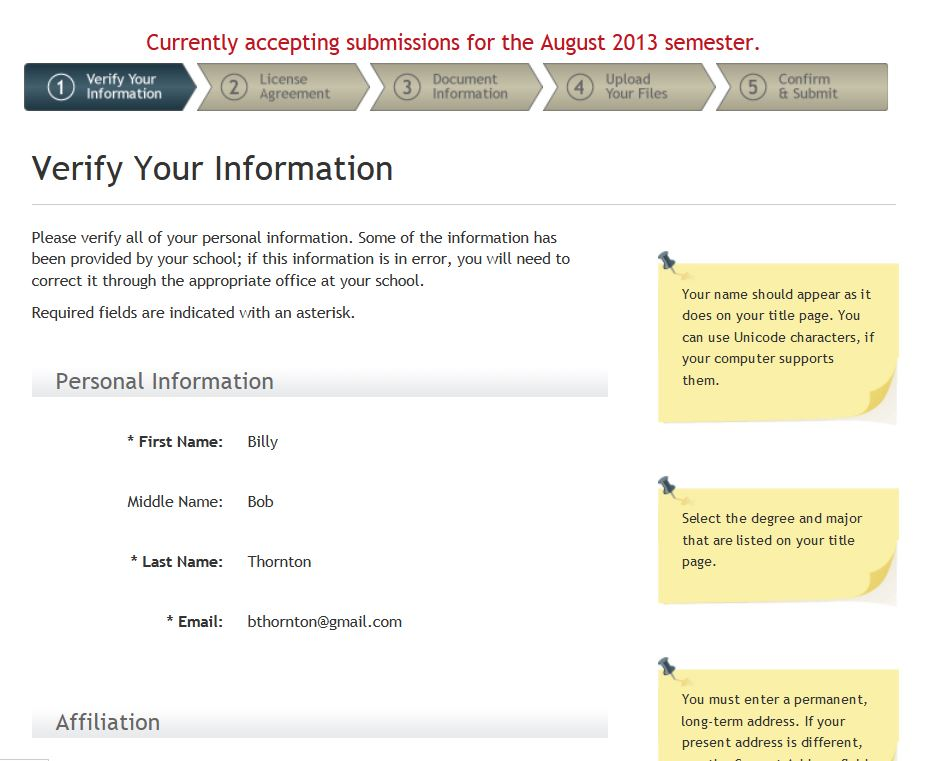 Currently accepting submissions for the August 2013 semester.
1 Verify Your Information
2 License Agreement
3 Document Information
4 Upload Your Files
5 Confirm & Submit
Verify Your Information
Please verify all of your personal information. Some of the information has
been provided by your school; if this information is in error, you will need to
correct it through the appropriate office at your school.
Required fields are indicated with an asterisk.
Personal Information
* First Name: Billy
Middle Name: Bob
* Last Name: Thornton
* Email: bthornton@gmail.com
Affiliation
Your name should appear as it
does on your title page. You
can use Unicode characters, if
your computer supports
them.
Select the degree and major
that are listed on your title
page.
You must enter a permanent,
long-term address. If your
present address is different,